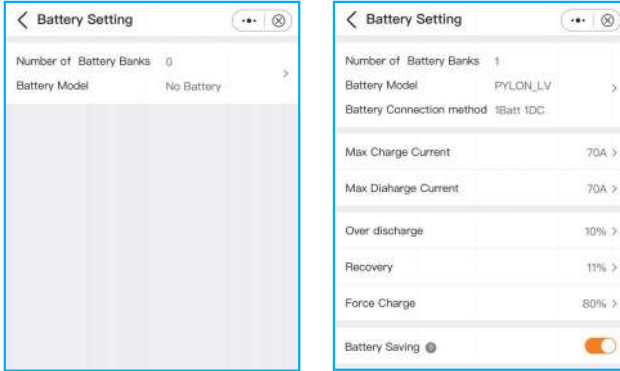 Battery Setting
Number of Battery Banks 0
Battery Model No Battery
Battery Setting
Number of Battery Banks 1
Battery Model PYLON_LV
Battery Connection method 1Batt 1DC
Max Charge Current 70A
Max Diaharge Current 70A
Over discharge 10%
Recovery 11%
Force Charge 80%
Battery Saving